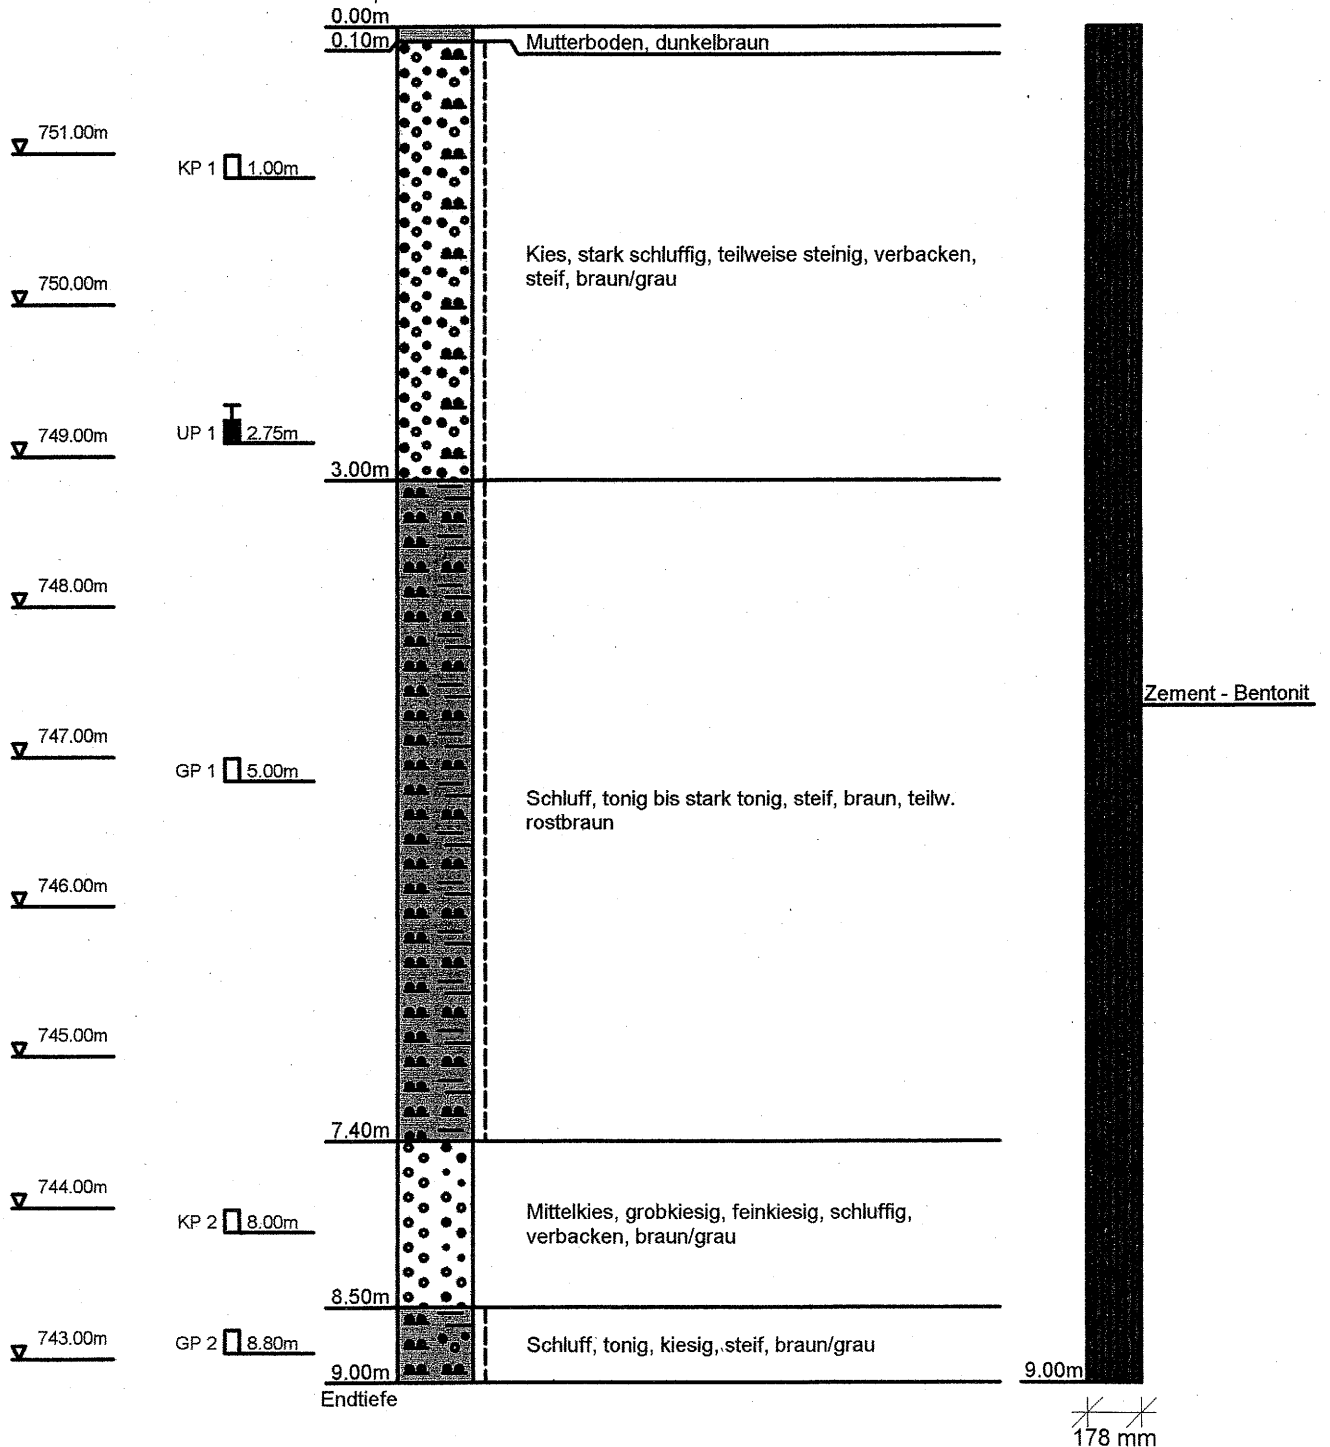 0.00m
0.10m
Mutterboden, dunkelbraun
751.00m
KP 1 1.00m
Kies, stark schluffig, teilweise steinig, verbacken,
steif, braun/grau
750.00m
749.00m
UP 1 2.75m
3.00m
748.00m
Zement - Bentonit
747.00m
GP 1 5.00m
Schluff, tonig bis stark tonig, steif, braun, teilw.
rostbraun
746.00m
745.00m
7.40m
744.00m
KP 2 8.00m
Mittelkies, grobkiesig, feinkiesig, schluffig,
verbacken, braun/grau
8.50m
743.00m
GP 2 8.80m
Schluff, tonig, kiesig, steif, braun/grau
9.00m
9.00m
Endtiefe
178 mm